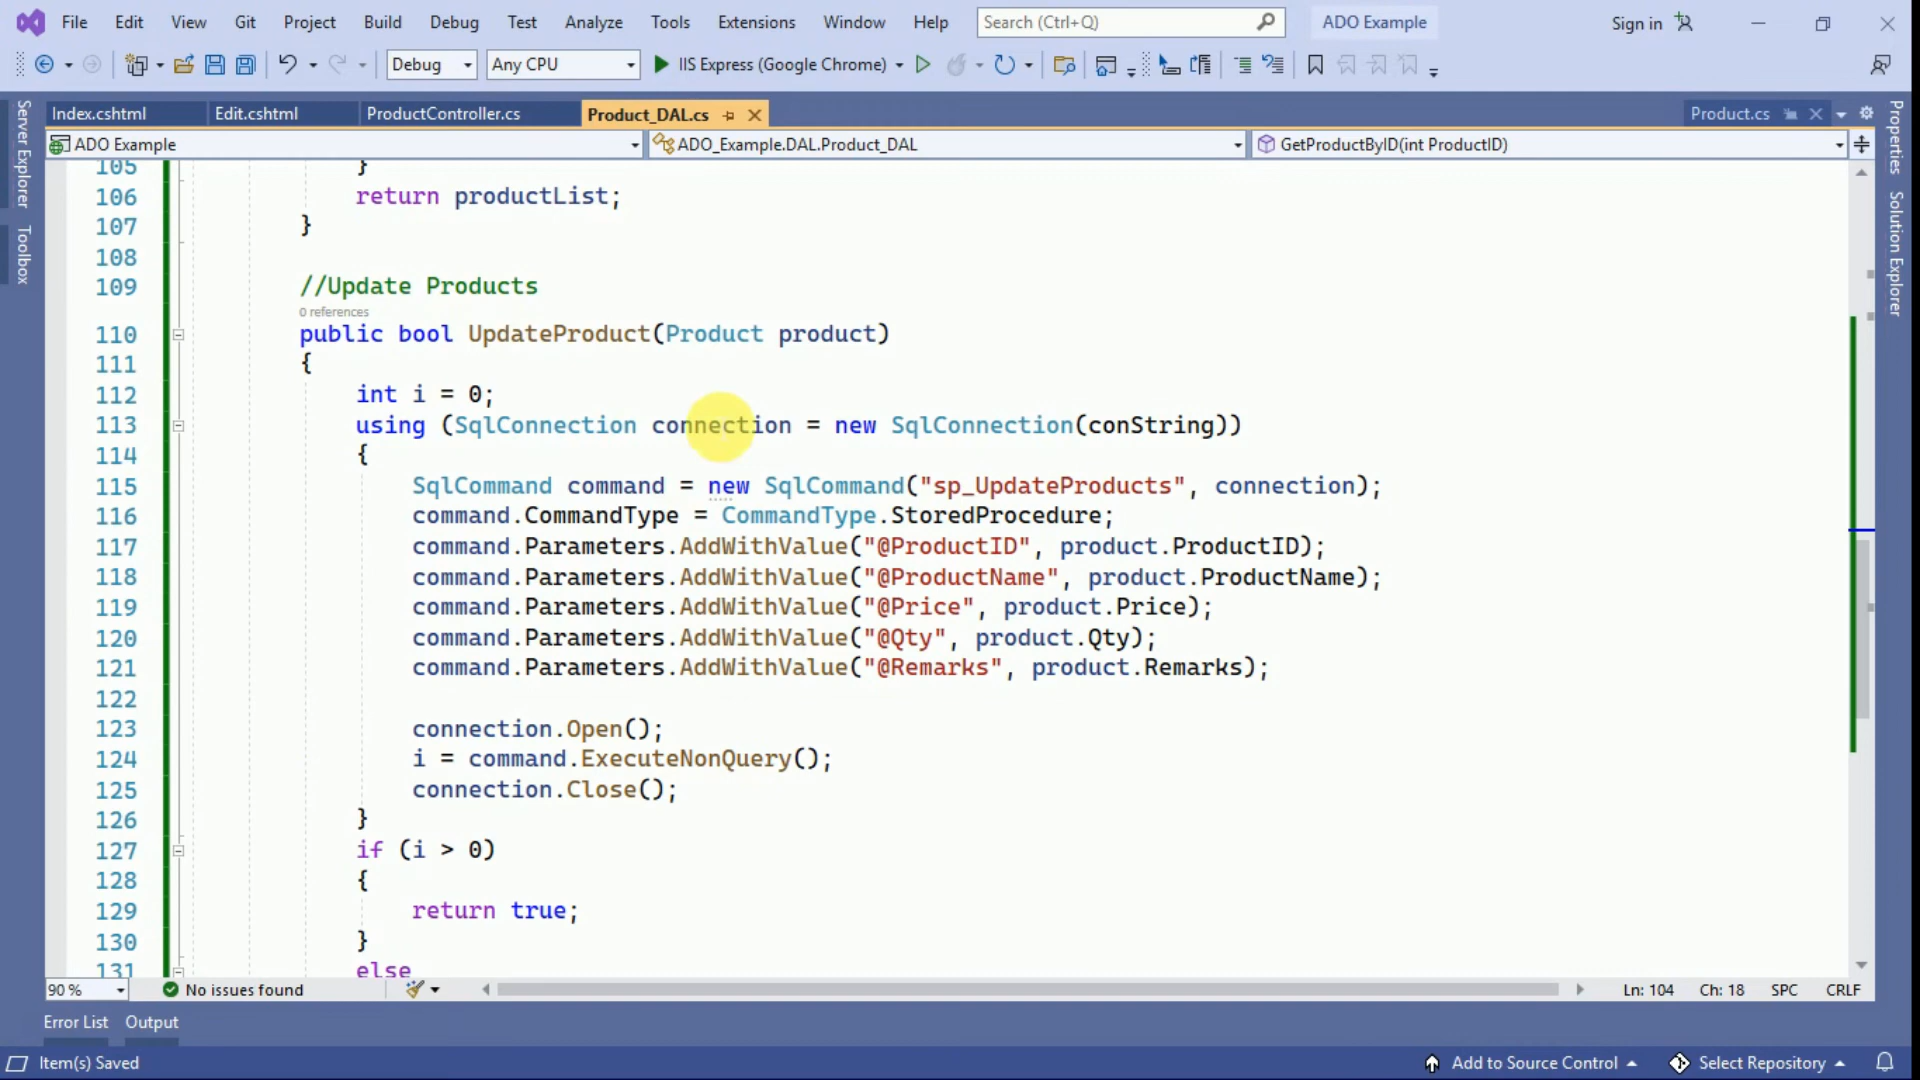 File Edit View Git Project Build Debug Test Analyze Tools Extensions Window Help Search (Ctrl+Q) ADO Example Sign in
Debug Any CPU IIS Express (Google Chrome)
Index.cshtml Edit.cshtml ProductController.cs Product_DAL.cs Product.cs
ADO Example ADO_Example.DAL.Product_DAL GetProductByID(int ProductID)
Server Explorer
Toolbox
Properties
Solution Explorer
105 }
106 return productList;
107 }
108
109 //Update Products
0 references
110 public bool UpdateProduct(Product product)
111 {
112 int i = 0;
113 using (SqlConnection connection = new SqlConnection(conString))
114 {
115 SqlCommand command = new SqlCommand("sp_UpdateProducts", connection);
116 command.CommandType = CommandType.StoredProcedure;
117 command.Parameters.AddWithValue("@ProductID", product.ProductID);
118 command.Parameters.AddWithValue("@ProductName", product.ProductName);
119 command.Parameters.AddWithValue("@Price", product.Price);
120 command.Parameters.AddWithValue("@Qty", product.Qty);
121 command.Parameters.AddWithValue("@Remarks", product.Remarks);
122
123 connection.Open();
124 i = command.ExecuteNonQuery();
125 connection.Close();
126 }
127 if (i > 0)
128 {
129 return true;
130 }
131 else
90 % No issues found Ln: 104 Ch: 18 SPC CRLF
Error List Output
Item(s) Saved Add to Source Control Select Repository